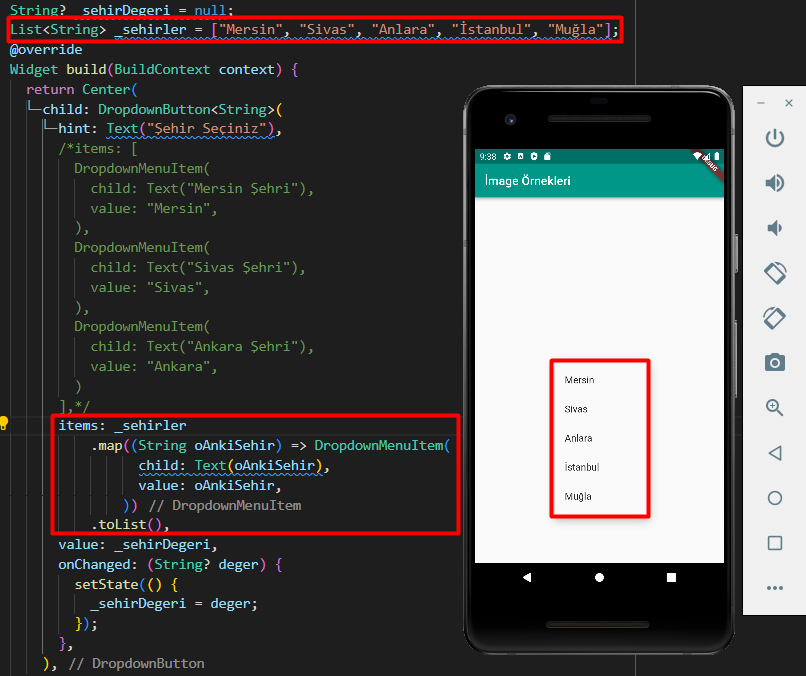 String? _sehirDegeri = null;
List<String> _sehirler = ["Mersin", "Sivas", "Anlara", "İstanbul", "Muğla"];
@override
Widget build(BuildContext context) {
return Center(
child: DropdownButton<String>(
hint: Text("Şehir Seçiniz"),
/*items: [
DropdownMenuItem(
child: Text("Mersin Şehri"),
value: "Mersin",
),
DropdownMenuItem(
child: Text("Sivas Şehri"),
value: "Sivas",
),
DropdownMenuItem(
child: Text("Ankara Şehri"),
value: "Ankara",
)
],*/
items: _sehirler
.map((String oAnkiSehir) => DropdownMenuItem(
child: Text(oAnkiSehir),
value: oAnkiSehir,
)) // DropdownMenuItem
.toList(),
value: _sehirDegeri,
onChanged: (String? deger) {
setState(() {
_sehirDegeri = deger;
});
},
), // DropdownButton
9:38
DEBUG
İmage Örnekleri
Mersin
Sivas
Anlara
İstanbul
Muğla